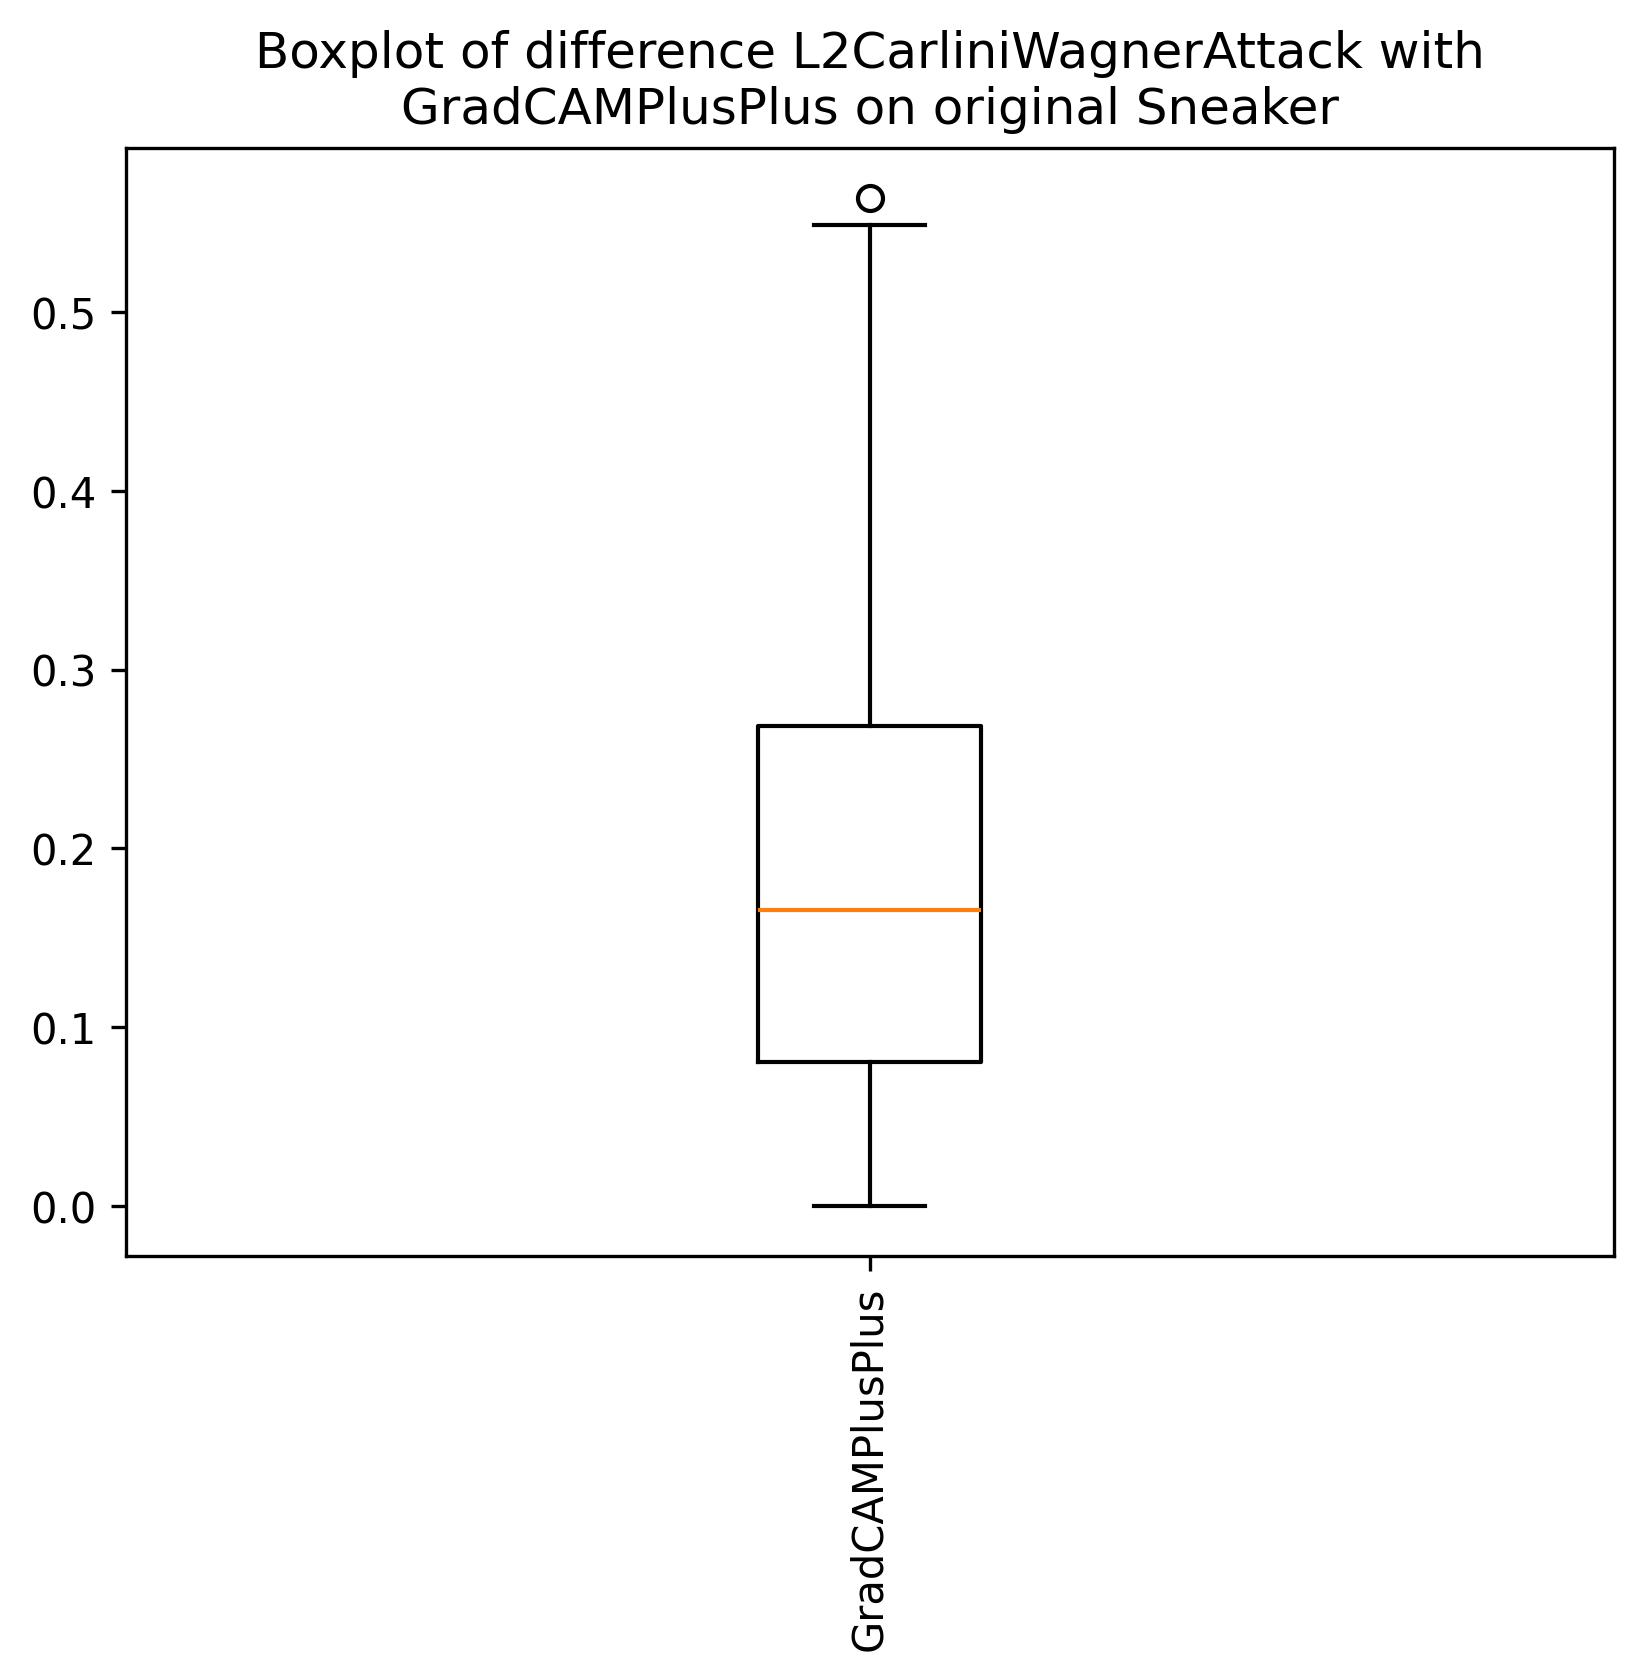 Boxplot of difference L2CarliniWagnerAttack with
GradCAMPlusPlus on original Sneaker
0.5
0.4
0.3
0.2
0.1
0.0
GradCAMPlusPlus